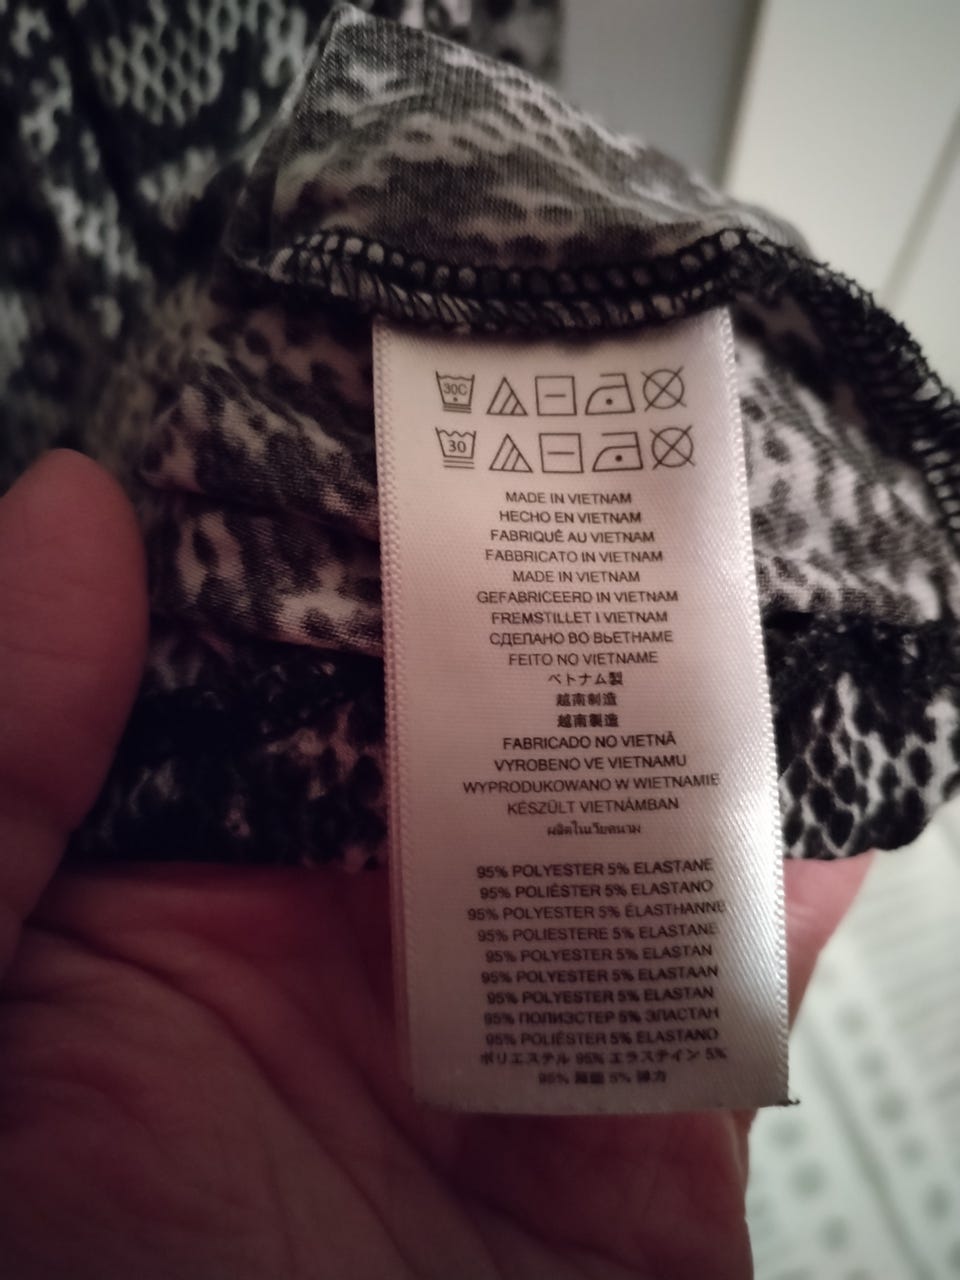 30C
30
MADE IN VIETNAM
HECHO EN VIETNAM
FABRIQUÉ AU VIETNAM
FABBRICATO IN VIETNAM
MADE IN VIETNAM
GEFABRICEERD IN VIETNAM
FREMSTILLET I VIETNAM
СДЕЛАНО ВО ВЬЕТНАМЕ
FEITO NO VIETNAME
ベトナム製
越南制造
越南製造
FABRICADO NO VIETNÃ
VYROBENO VE VIETNAMU
WYPRODUKOWANO W WIETNAMIE
KÉSZÜLT VIETNÁMBAN
ผลิตในเวียดนาม
95% POLYESTER 5% ELASTANE
95% POLIÉSTER 5% ELASTANO
95% POLYESTER 5% ÉLASTHANNE
95% POLIESTERE 5% ELASTANE
95% POLYESTER 5% ELASTAN
95% POLYESTER 5% ELASTAAN
95% POLYESTER 5% ELASTAN
95% ПОЛИЭСТЕР 5% ЭЛАСТАН
95% POLIÉSTER 5% ELASTANO
ポリエステル 95% エラステイン 5%
95% 5%